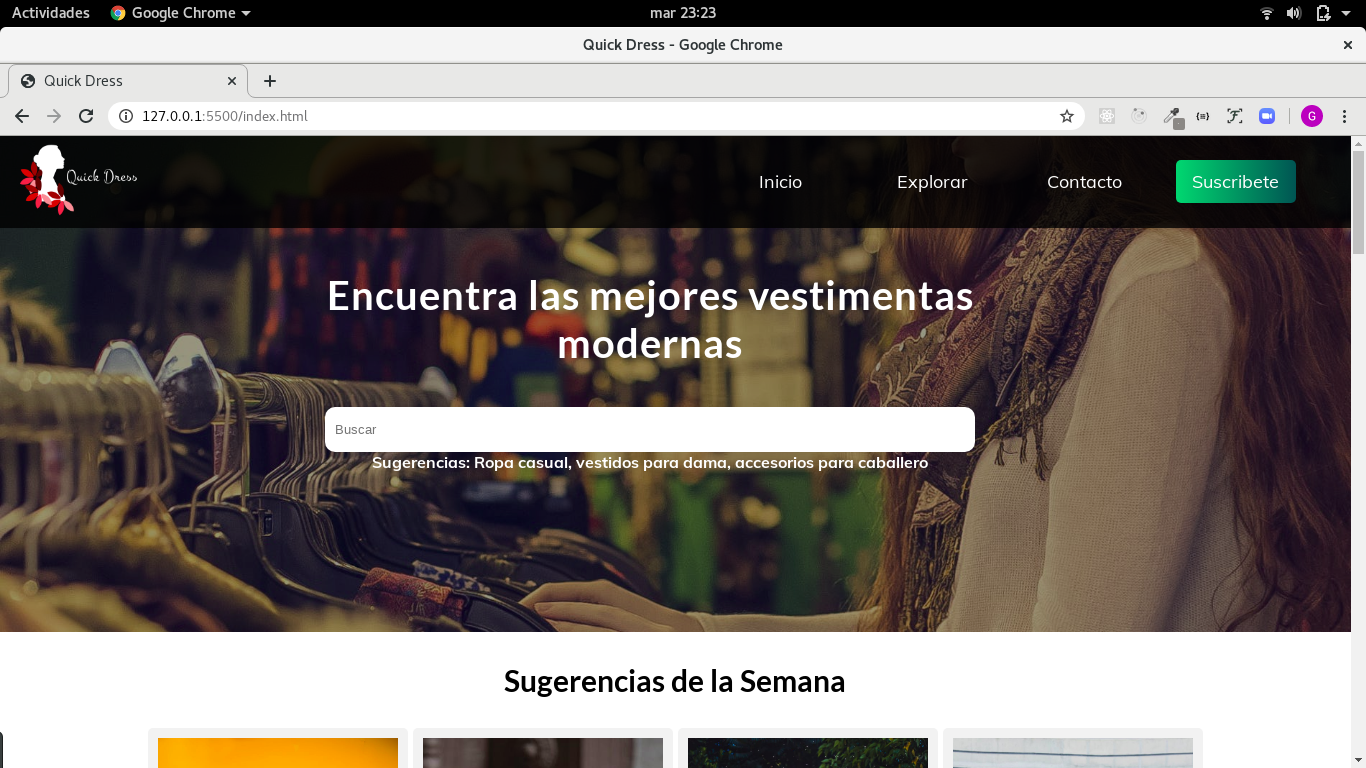 Actividades
Google Chrome
mar 23:23
Quick Dress - Google Chrome
Quick Dress
127.0.0.1:5500/index.html
G
Quick Dress
Inicio
Explorar
Contacto
Suscribete
Encuentra las mejores vestimentas
modernas
Buscar
Sugerencias: Ropa casual, vestidos para dama, accesorios para caballero
Sugerencias de la Semana